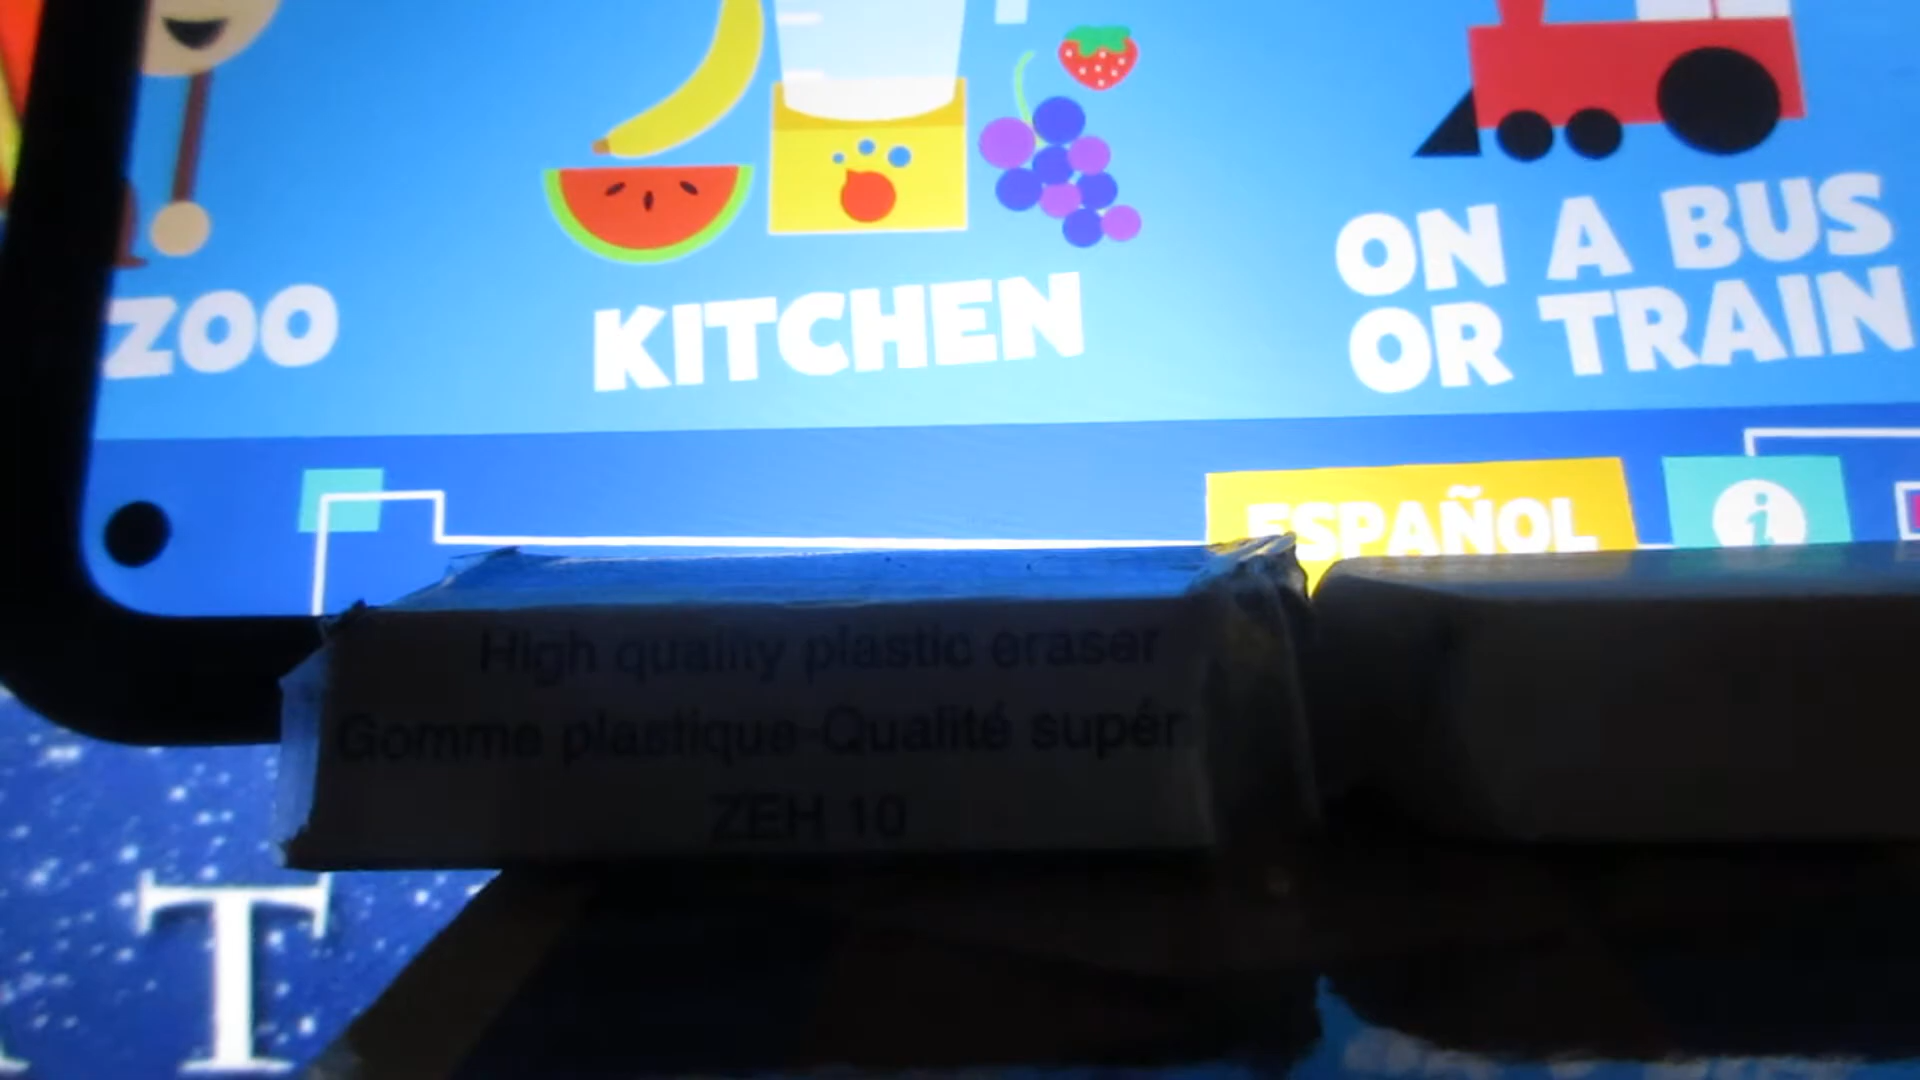 ZOO
KITCHEN
ON A BUS
OR TRAIN
ESPAÑOL
i
High quality plastic eraser
Gomme plastique-Qualité supér
ZEH 10
T